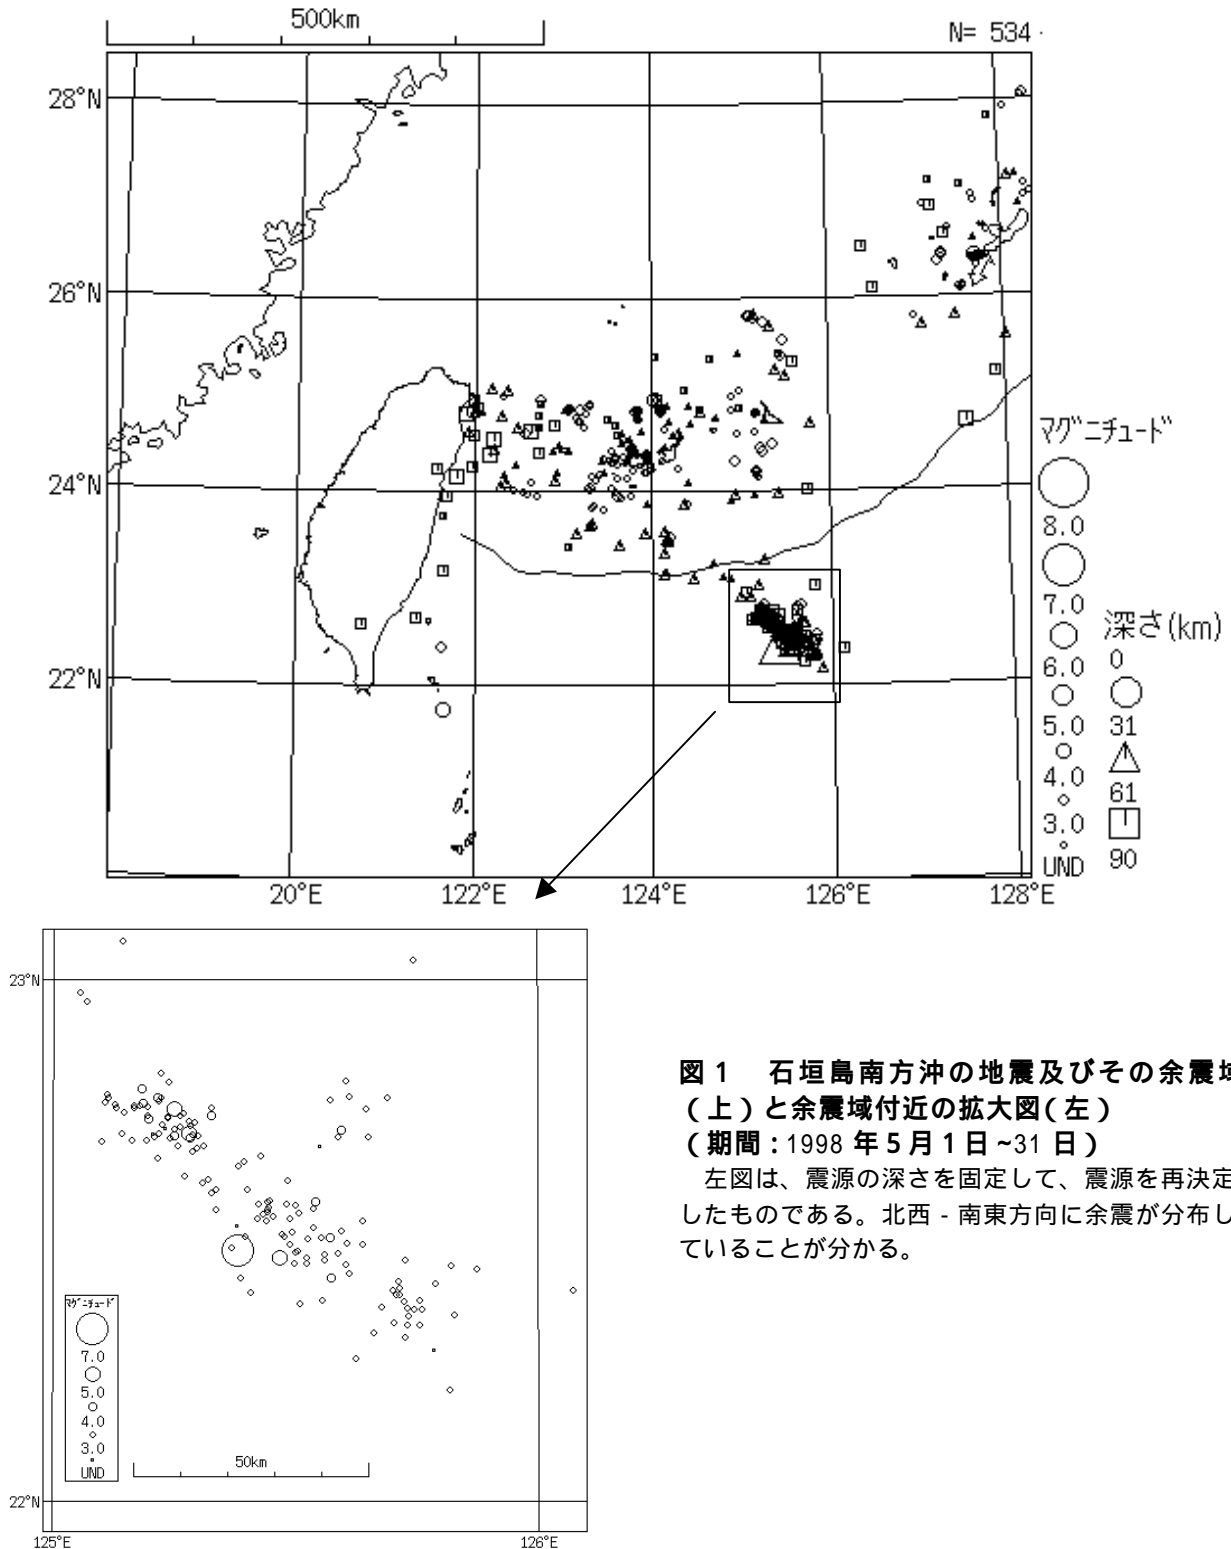 500km
N= 534
28°N
26°N
24°N
22°N
20°E
122°E
124°E
126°E
128°E
マグニチュード
8.0
7.0
6.0
5.0
4.0
3.0
UND
深さ(km)
0
31
61
90
23°N
22°N
125°E
126°E
マグニチュード
7.0
5.0
4.0
3.0
UND
50km
図1 石垣島南方沖の地震及びその余震域
(上)と余震域付近の拡大図(左)
(期間:1998年5月1日~31日)
左図は、震源の深さを固定して、震源を再決定
したものである。北西-南東方向に余震が分布し
ていることが分かる。